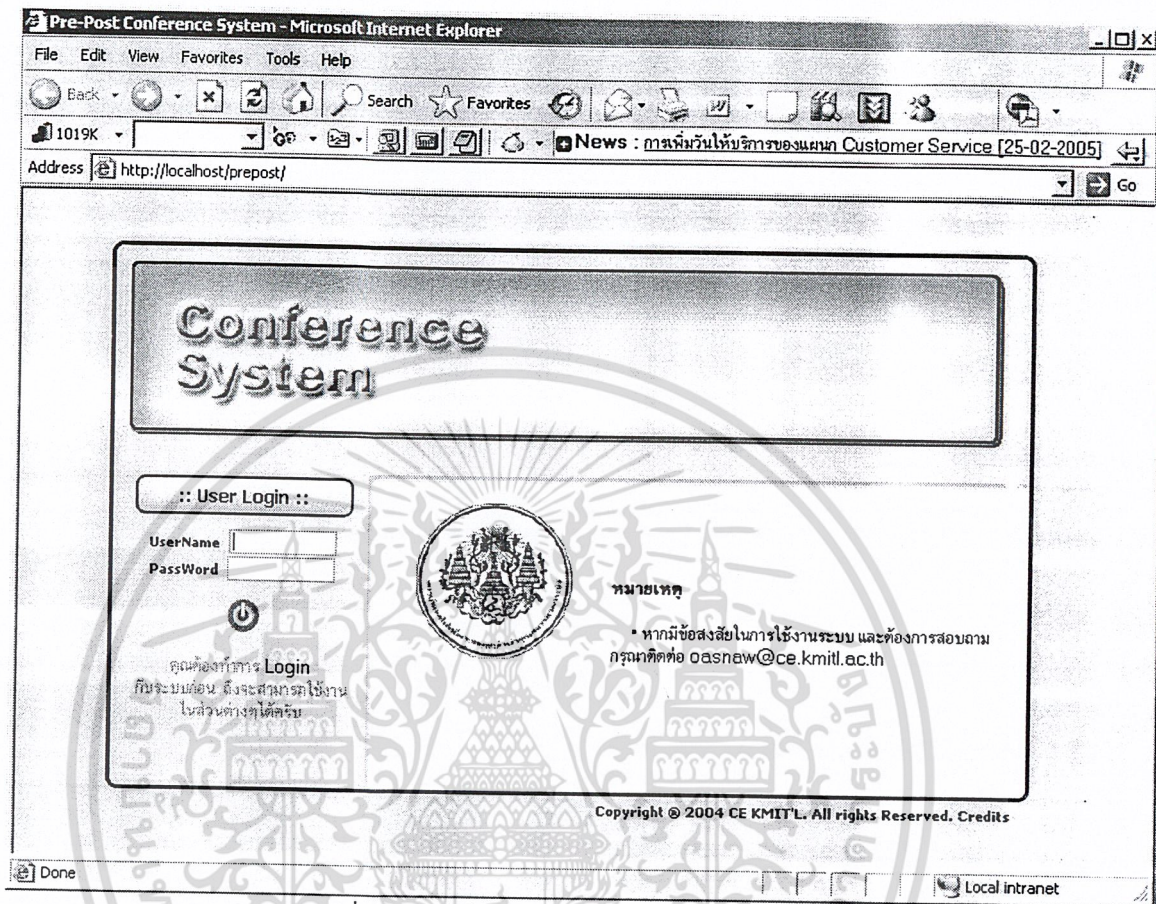 Pre-Post Conference System - Microsoft Internet Explorer
File Edit View Favorites Tools Help
Back Search Favorites
1019K News : การเพิ่มวันให้บริการของแผนก Customer Service [25-02-2005]
Address http://localhost/prepost/ Go
Conference
System
:: User Login ::
UserName
PassWord
คุณต้องทำการ Login
กับระบบก่อน ถึงจะสามารถใช้งาน
ในส่วนต่างๆได้ครับ
หมายเหตุ
• หากมีข้อสงสัยในการใช้งานระบบ และต้องการสอบถาม
กรุณาติดต่อ oasnaw@ce.kmitl.ac.th
Copyright © 2004 CE KMIT'L. All rights Reserved. Credits
Done Local intranet